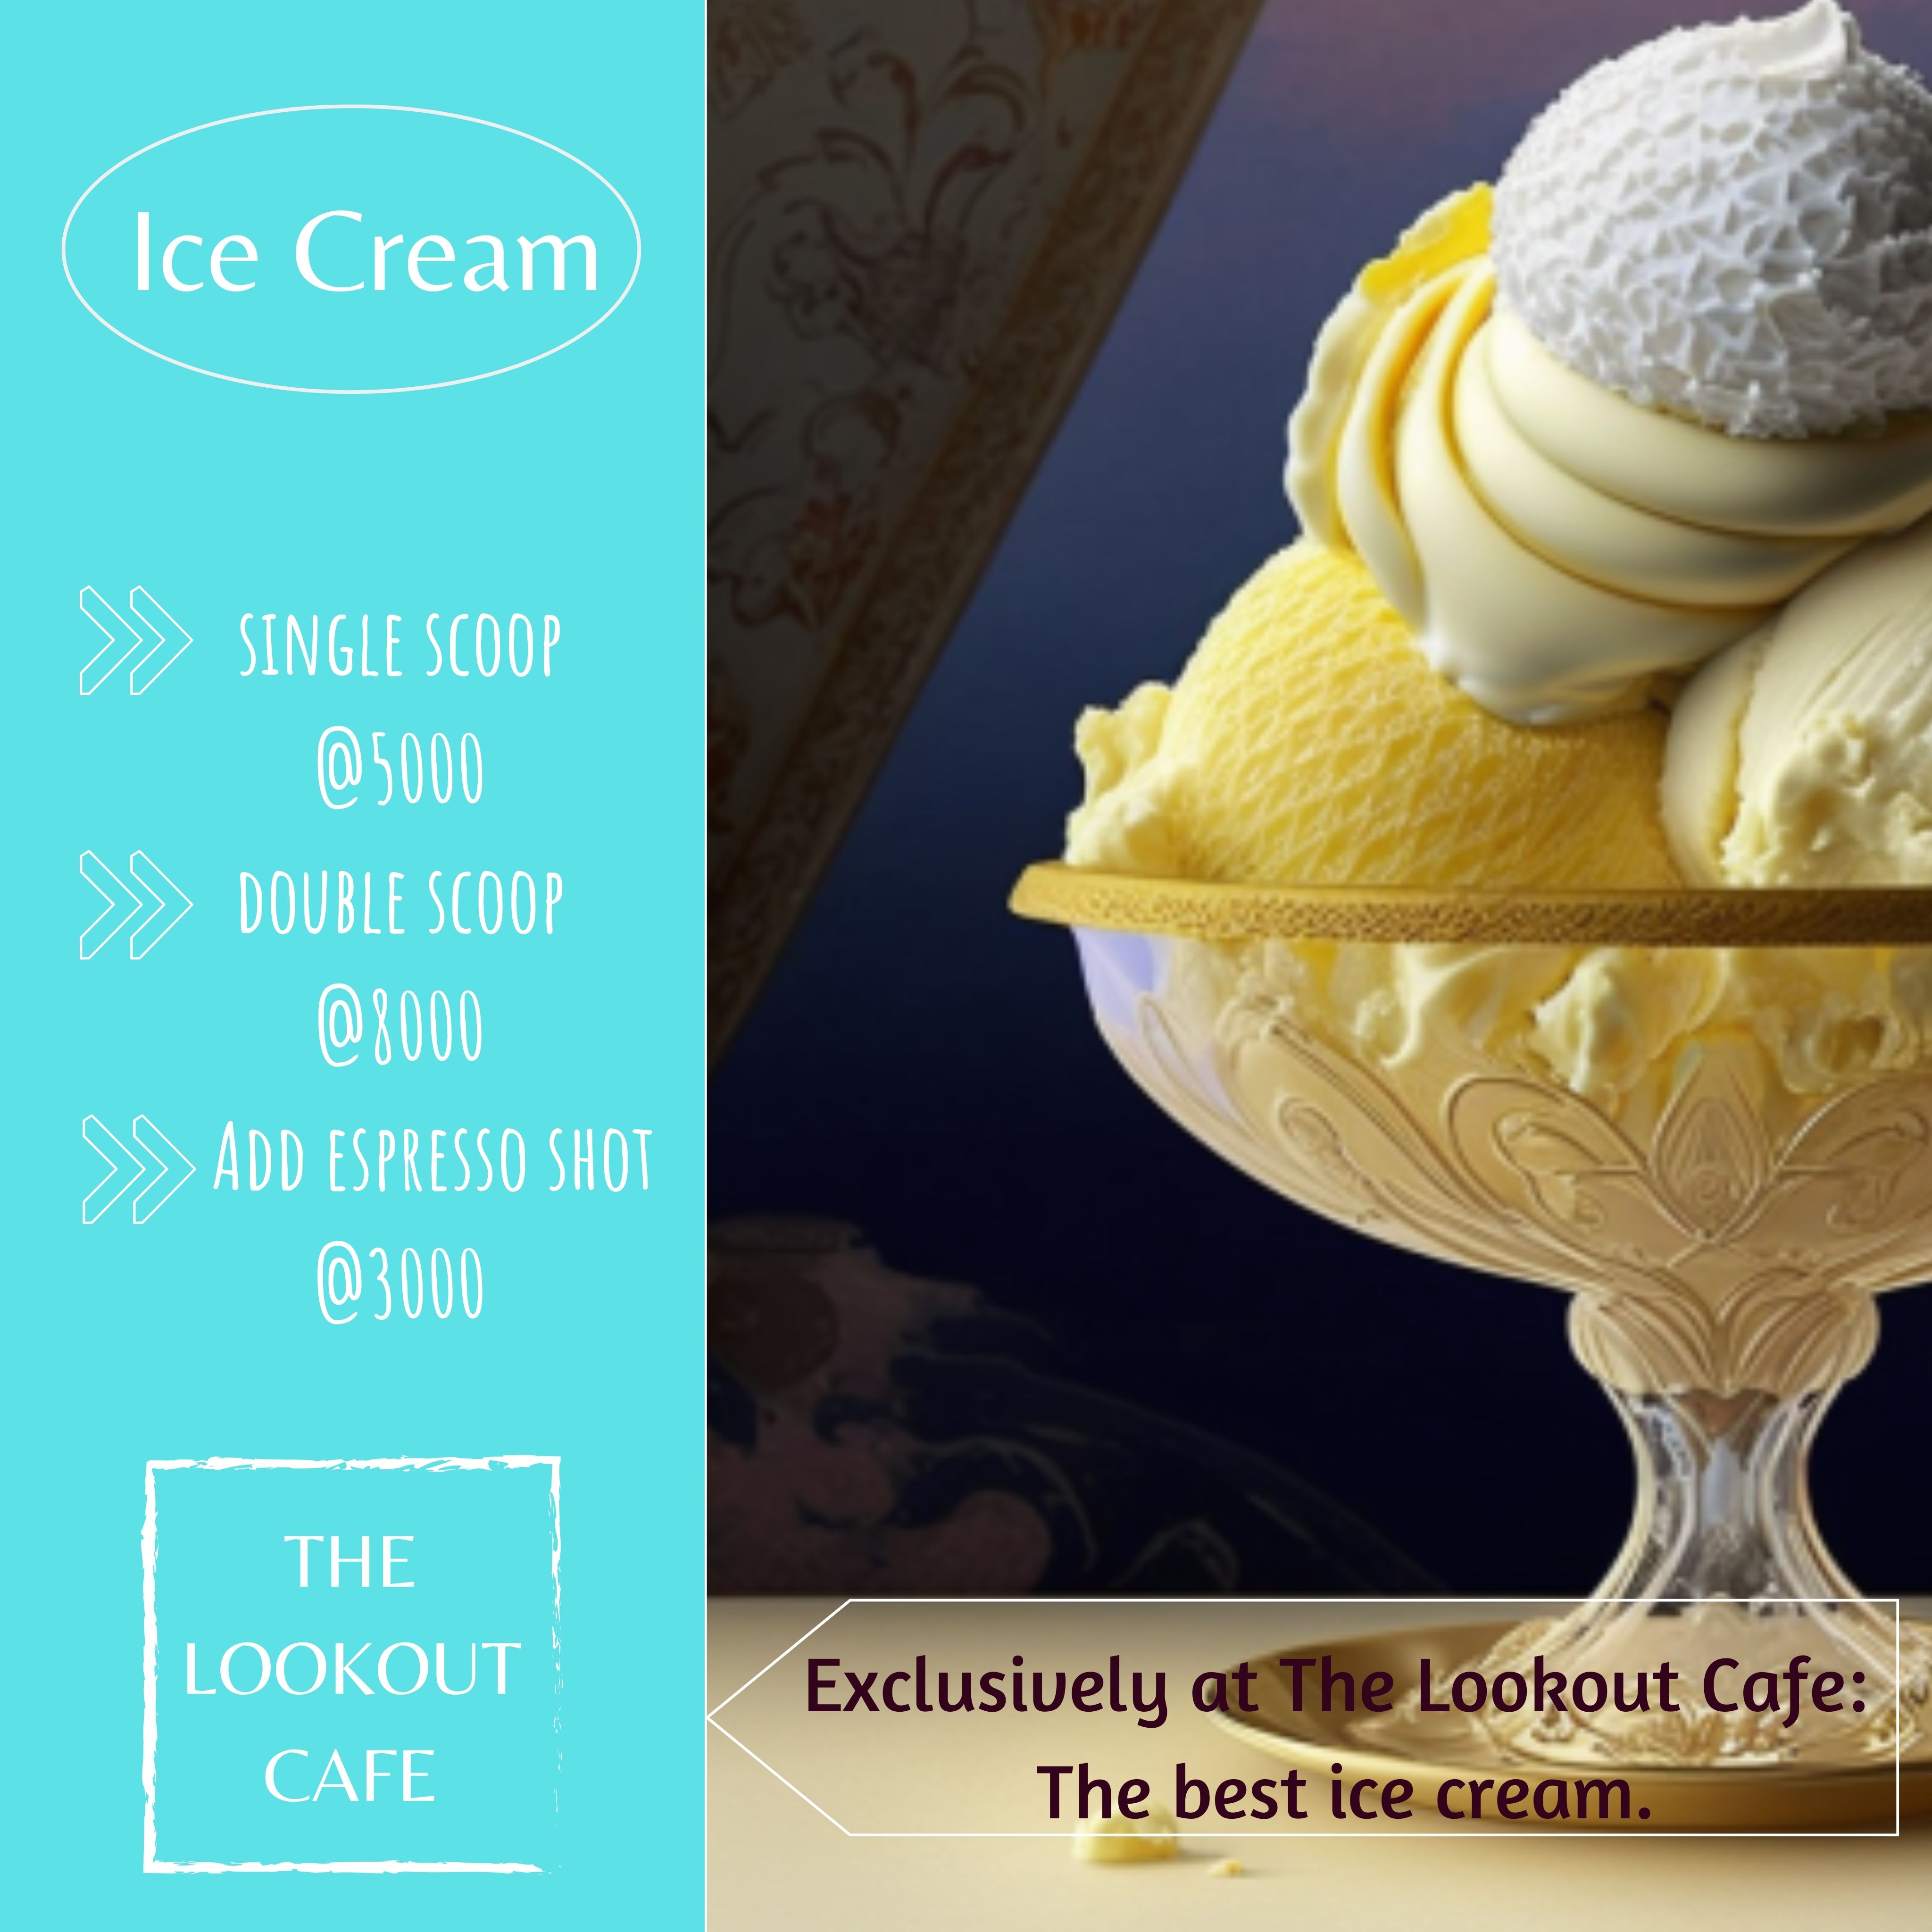 Ice Cream
SINGLE SCOOP
@5000
DOUBLE SCOOP
@8000
ADD ESPRESSO SHOT
@3000
THE
LOOKOUT
CAFE
Exclusively at The Lookout Cafe:
The best ice cream.